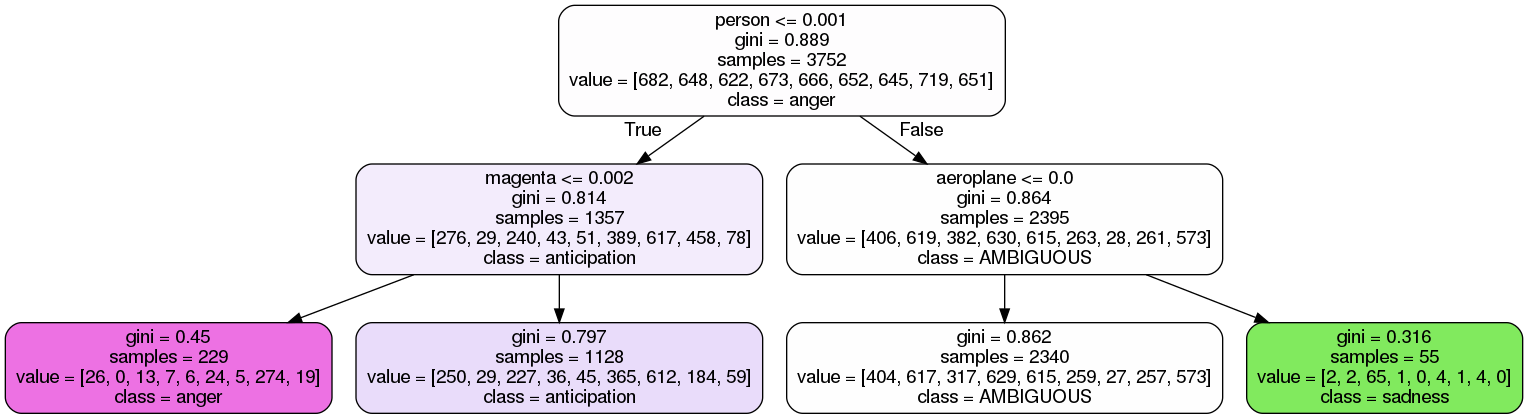 person <= 0.001
gini = 0.889
samples = 3752
value = [682, 648, 622, 673, 666, 652, 645, 719, 651]
class = anger
True
False
magenta <= 0.002
gini = 0.814
samples = 1357
value = [276, 29, 240, 43, 51, 389, 617, 458, 78]
class = anticipation
aeroplane <= 0.0
gini = 0.864
samples = 2395
value = [406, 619, 382, 630, 615, 263, 28, 261, 573]
class = AMBIGUOUS
gini = 0.45
samples = 229
value = [26, 0, 13, 7, 6, 24, 5, 274, 19]
class = anger
gini = 0.797
samples = 1128
value = [250, 29, 227, 36, 45, 365, 612, 184, 59]
class = anticipation
gini = 0.862
samples = 2340
value = [404, 617, 317, 629, 615, 259, 27, 257, 573]
class = AMBIGUOUS
gini = 0.316
samples = 55
value = [2, 2, 65, 1, 0, 4, 1, 4, 0]
class = sadness